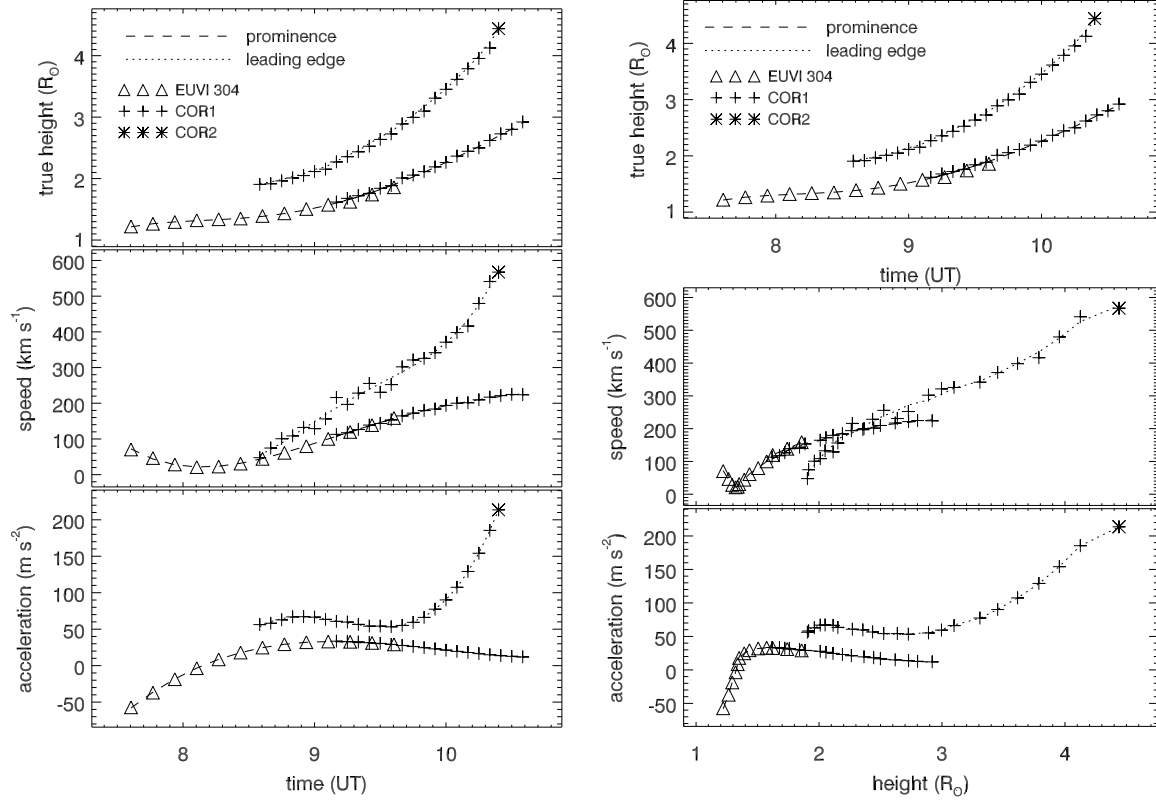 prominence
leading edge
EUVI 304
COR1
COR2
true height (R☉)
4
3
2
1
speed (km s⁻¹)
600
500
400
300
200
100
0
acceleration (m s⁻²)
200
150
100
50
0
-50
8
9
10
time (UT)
prominence
leading edge
EUVI 304
COR1
COR2
true height (R☉)
4
3
2
1
8
9
10
time (UT)
speed (km s⁻¹)
600
500
400
300
200
100
0
acceleration (m s⁻²)
200
150
100
50
0
-50
1
2
3
4
height (R☉)